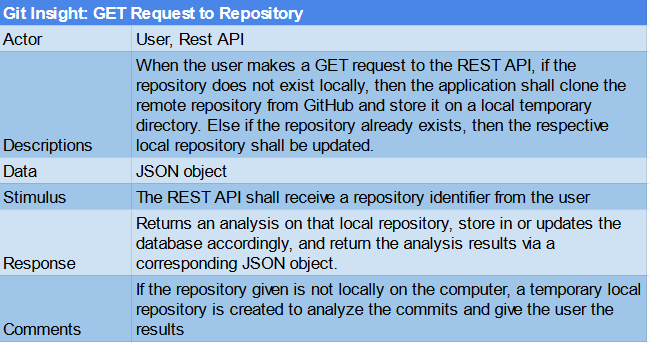 Git Insight: GET Request to Repository
Actor User, Rest API
When the user makes a GET request to the REST API, if the
repository does not exist locally, then the application shall clone the
remote repository from GitHub and store it on a local temporary
directory. Else if the repository already exists, then the respective
Descriptions local repository shall be updated.
Data JSON object
Stimulus The REST API shall receive a repository identifier from the user
Returns an analysis on that local repository, store in or updates the
database accordingly, and return the analysis results via a
Response corresponding JSON object.
If the repository given is not locally on the computer, a temporary local
repository is created to analyze the commits and give the user the
Comments results